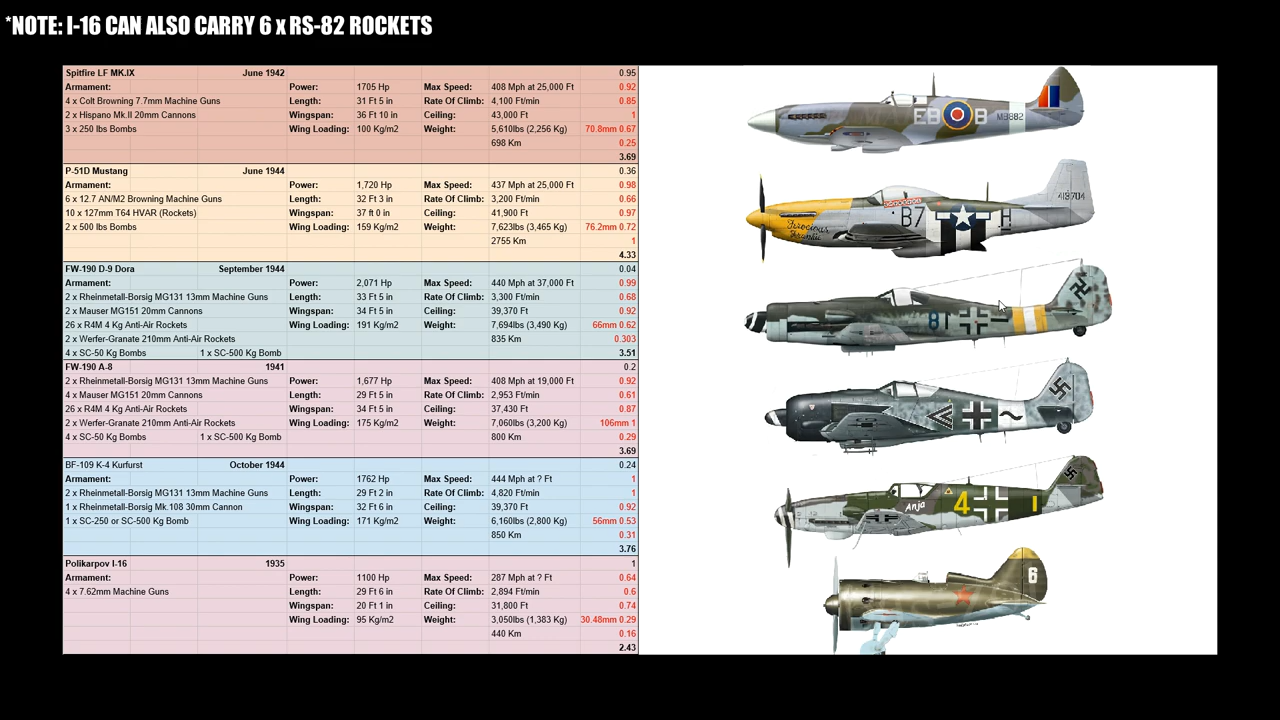 *NOTE: I-16 CAN ALSO CARRY 6 x RS-82 ROCKETS
Spitfire LF MK.IX June 1942 0.95
Armament: Power: 1705 Hp Max Speed: 408 Mph at 25,000 Ft 0.92
4 x Colt Browning 7.7mm Machine Guns Length: 31 Ft 5 in Rate Of Climb: 4,100 Ft/min 0.85
2 x Hispano Mk.II 20mm Cannons Wingspan: 36 Ft 10 in Ceiling: 43,000 Ft 1
3 x 250 lbs Bombs Wing Loading: 100 Kg/m2 Weight: 5,610lbs (2,256 Kg) 70.8mm 0.67
698 Km 0.25
3.69
P-51D Mustang June 1944 0.36
Armament: Power: 1,720 Hp Max Speed: 437 Mph at 25,000 Ft 0.98
6 x 12.7 AN/M2 Browning Machine Guns Length: 32 Ft 3 in Rate Of Climb: 3,200 Ft/min 0.66
10 x 127mm T64 HVAR (Rockets) Wingspan: 37 ft 0 in Ceiling: 41,900 Ft 0.97
2 x 500 lbs Bombs Wing Loading: 159 Kg/m2 Weight: 7,623lbs (3,465 Kg) 76.2mm 0.72
2755 Km 1
4.33
FW-190 D-9 Dora September 1944 0.04
Armament: Power: 2,071 Hp Max Speed: 440 Mph at 37,000 Ft 0.99
2 x Rheinmetall-Borsig MG131 13mm Machine Guns Length: 33 Ft 5 in Rate Of Climb: 3,300 Ft/min 0.68
2 x Mauser MG151 20mm Cannons Wingspan: 34 Ft 5 in Ceiling: 39,370 Ft 0.92
26 x R4M 4 Kg Anti-Air Rockets Wing Loading: 191 Kg/m2 Weight: 7,694lbs (3,490 Kg) 66mm 0.62
2 x Werfer-Granate 210mm Anti-Air Rockets 835 Km 0.303
4 x SC-50 Kg Bombs 1 x SC-500 Kg Bomb 3.51
FW-190 A-8 1941 0.2
2 x Rheinmetall-Borsig MG131 13mm Machine Guns Power: 1,677 Hp Max Speed: 408 Mph at 19,000 Ft 0.92
4 x Mauser MG151 20mm Cannons Length: 29 Ft 5 in Rate Of Climb: 2,953 Ft/min 0.61
26 x R4M 4 Kg Anti-Air Rockets Wingspan: 34 Ft 5 in Ceiling: 37,430 Ft 0.87
2 x Werfer-Granate 210mm Anti-Air Rockets Wing Loading: 175 Kg/m2 Weight: 7,060lbs (3,200 Kg) 106mm 1
4 x SC-50 Kg Bombs 1 x SC-500 Kg Bomb 800 Km 0.29
3.69
BF-109 K-4 Kurfurst October 1944 0.24
Armament: Power: 1762 Hp Max Speed: 444 Mph at ? Ft 1
2 x Rheinmetall-Borsig MG131 13mm Machine Guns Length: 29 Ft 2 in Rate Of Climb: 4,820 Ft/min 1
1 x Rheinmetall-Borsig Mk.108 30mm Cannon Wingspan: 32 Ft 6 in Ceiling: 39,370 Ft 0.92
1 x SC-250 or SC-500 Kg Bomb Wing Loading: 171 Kg/m2 Weight: 6,160lbs (2,800 Kg) 56mm 0.53
850 Km 0.31
3.76
Polikarpov I-16 1935 1
Armament: Power: 1100 Hp Max Speed: 287 Mph at ? Ft 0.64
4 x 7.62mm Machine Guns Length: 29 Ft 6 in Rate Of Climb: 2,894 Ft/min 0.6
Wingspan: 20 Ft 1 in Ceiling: 31,800 Ft 0.74
Wing Loading: 95 Kg/m2 Weight: 3,050lbs (1,383 Kg) 30.48mm 0.29
440 Km 0.16
2.43
EB B MB882
413704
B7 H
Ferocious Frankie
8
Anja 4
6